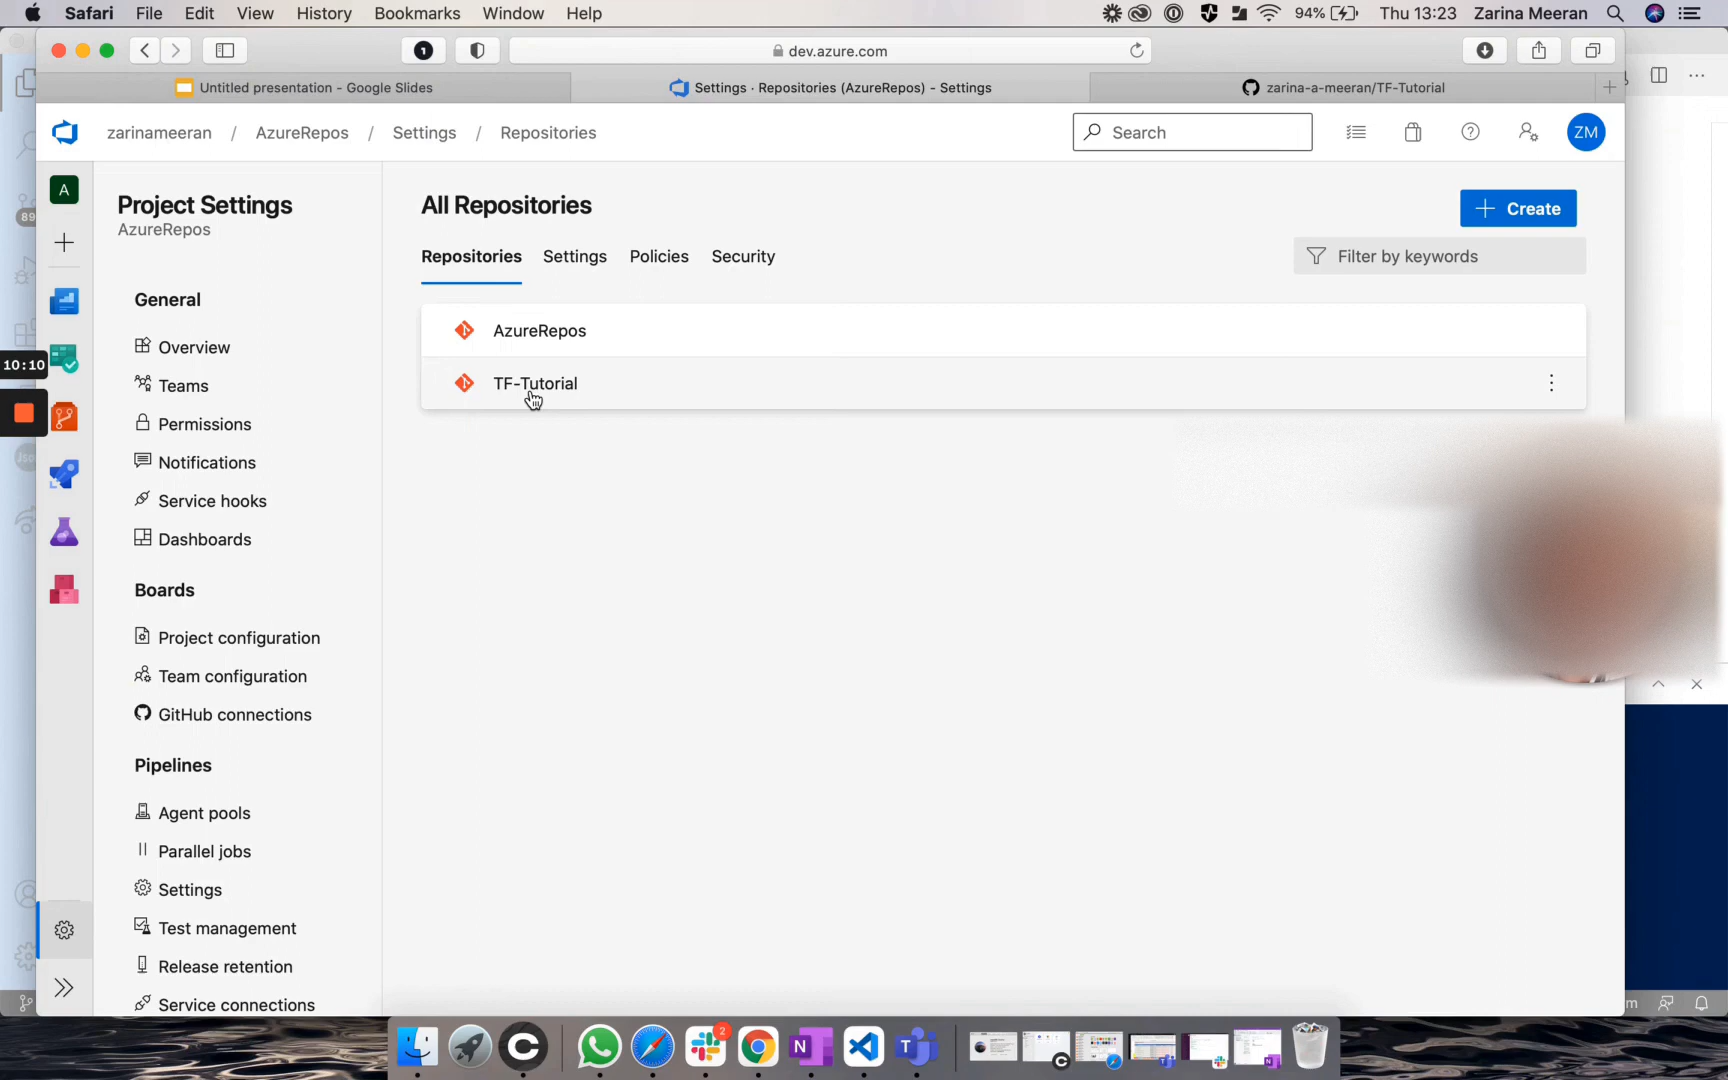 Safari File Edit View History Bookmarks Window Help 94% Thu 13:23 Zarina Meeran
dev.azure.com
Untitled presentation - Google Slides
Settings · Repositories (AzureRepos) - Settings
zarina-a-meeran/TF-Tutorial
zarinameeran / AzureRepos / Settings / Repositories
Search
ZM
A
Project Settings
AzureRepos
All Repositories
Create
Repositories Settings Policies Security
Filter by keywords
AzureRepos
TF-Tutorial
General
Overview
Teams
Permissions
Notifications
Service hooks
Dashboards
Boards
Project configuration
Team configuration
GitHub connections
Pipelines
Agent pools
Parallel jobs
Settings
Test management
Release retention
Service connections
10:10
89
2